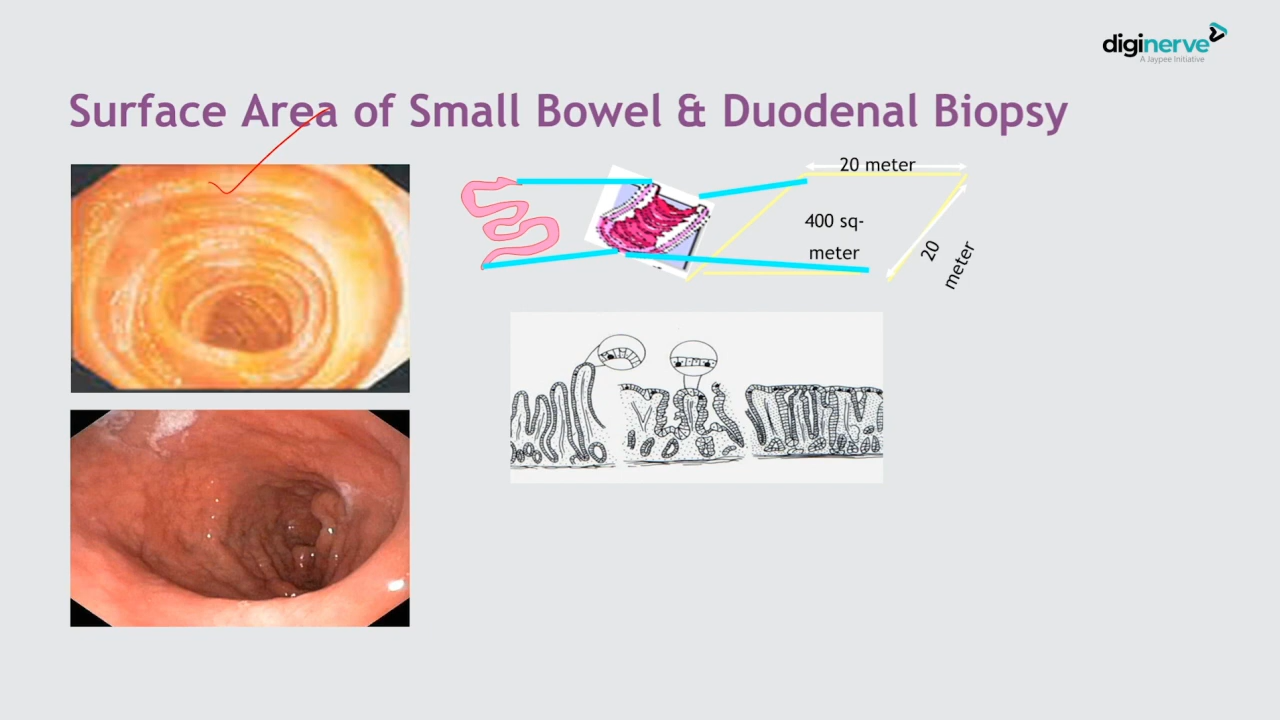 diginerve
A Jaypee Initiative
Surface Area of Small Bowel & Duodenal Biopsy
20 meter
400 sq-
meter
20
meter